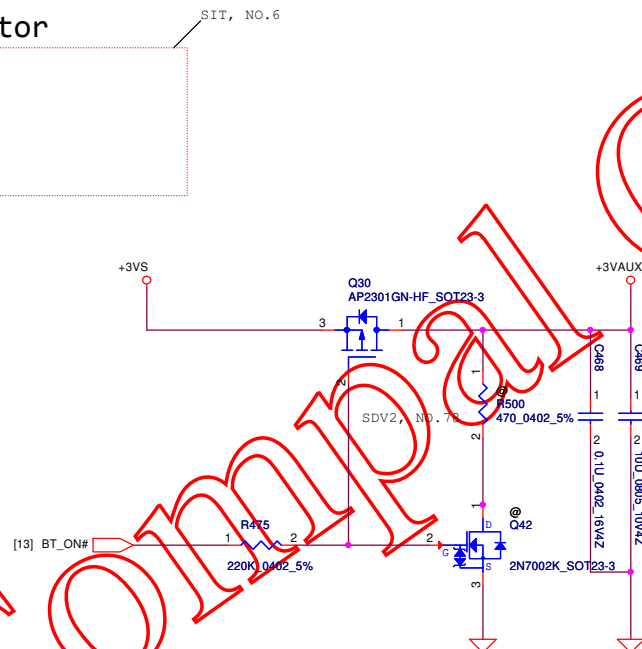 tor
SIT, NO.6
+3VS
+3VAUX
Q30
AP2301GN-HF_SOT23-3
3
1
2
C468
C469
1
@
R500
470_0402_5%
SDV2, NO.78
1
1
2
2
2
0.1U_0402_16V4Z
10U_0805_10V4Z
1
@
Q42
D
R475
[13] BT_ON#
1
2
2
G
S
220K_0402_5%
2N7002K_SOT23-3
3
ompal